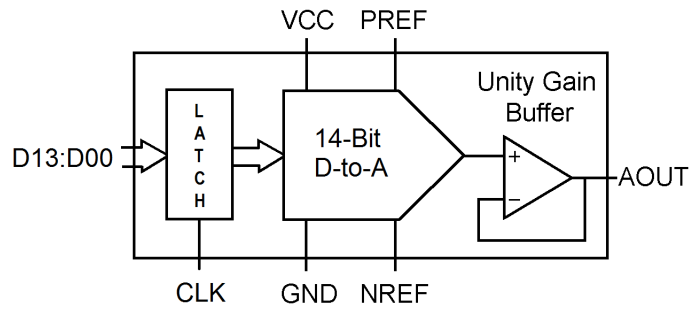 VCC PREF
Unity Gain
Buffer
D13:D00
L
A
T
C
H
14-Bit
D-to-A
+
−
AOUT
CLK GND NREF